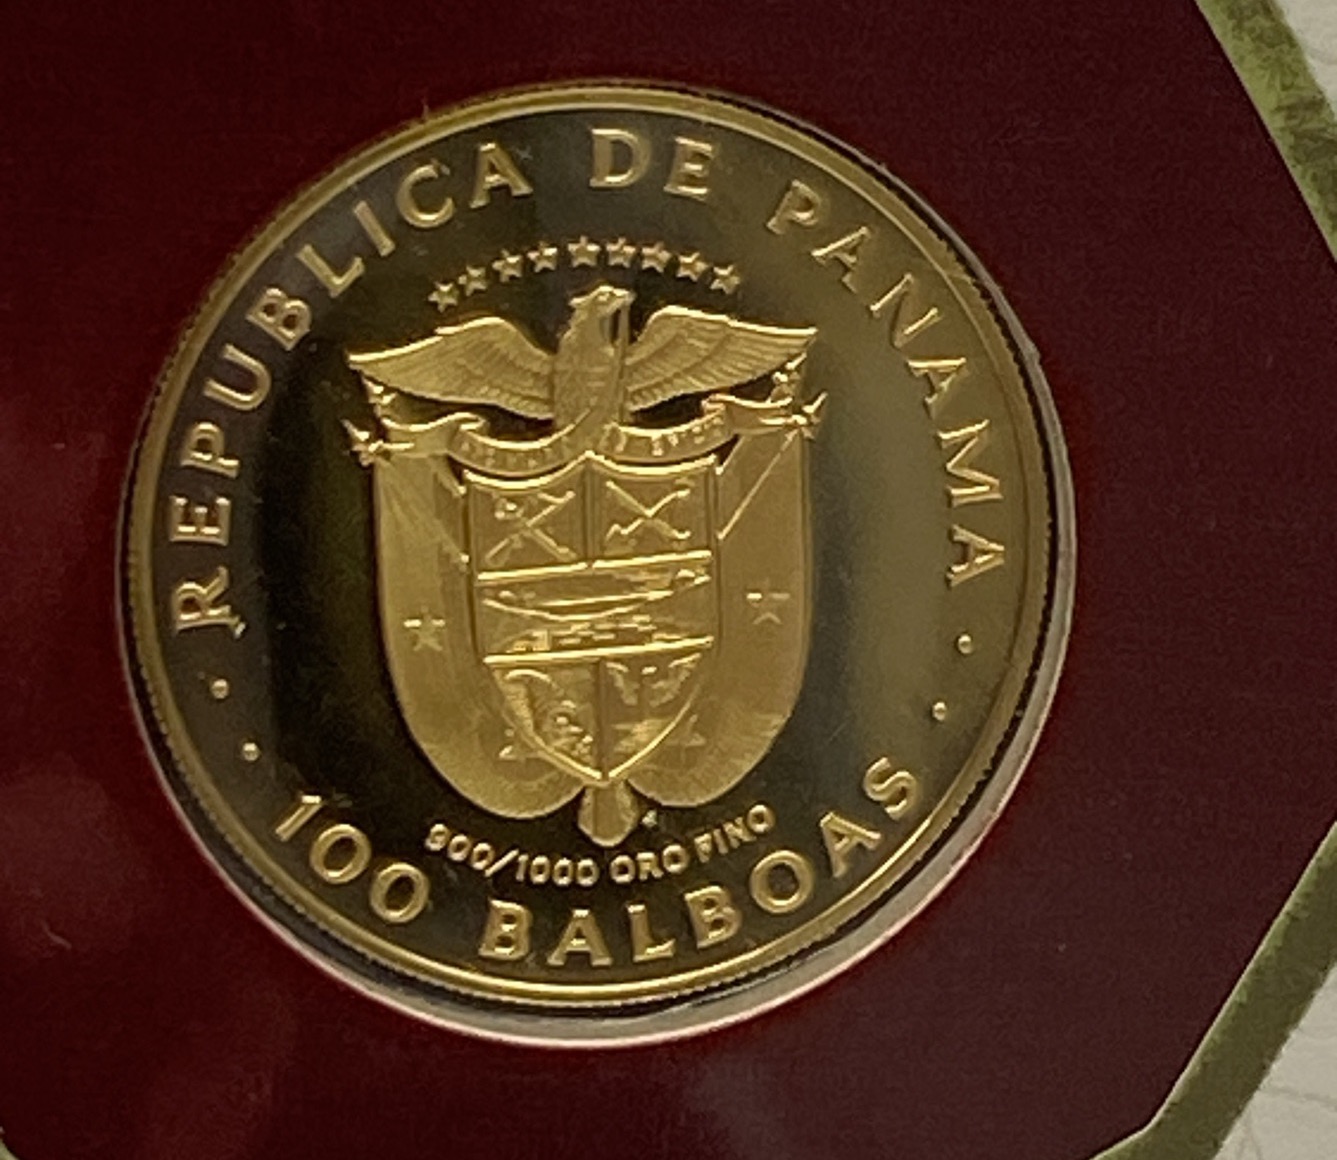 REPUBLICA DE PANAMA
900/1000 ORO FINO
100 BALBOAS